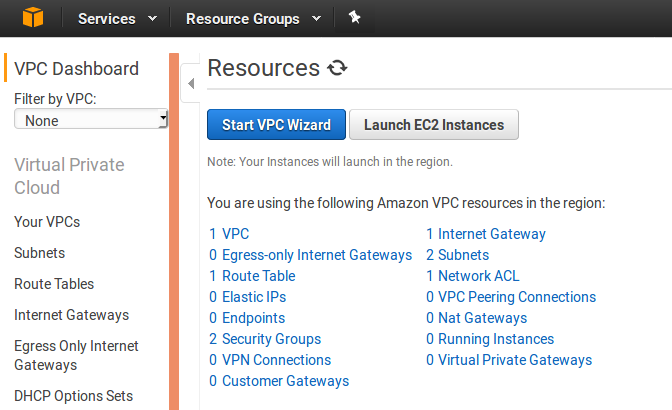 Services Resource Groups
VPC Dashboard
Filter by VPC:
None
Virtual Private
Cloud
Your VPCs
Subnets
Route Tables
Internet Gateways
Egress Only Internet
Gateways
DHCP Options Sets
Resources
Start VPC Wizard Launch EC2 Instances
Note: Your Instances will launch in the region.
You are using the following Amazon VPC resources in the region:
1 VPC 1 Internet Gateway
0 Egress-only Internet Gateways 2 Subnets
1 Route Table 1 Network ACL
0 Elastic IPs 0 VPC Peering Connections
0 Endpoints 0 Nat Gateways
2 Security Groups 0 Running Instances
0 VPN Connections 0 Virtual Private Gateways
0 Customer Gateways